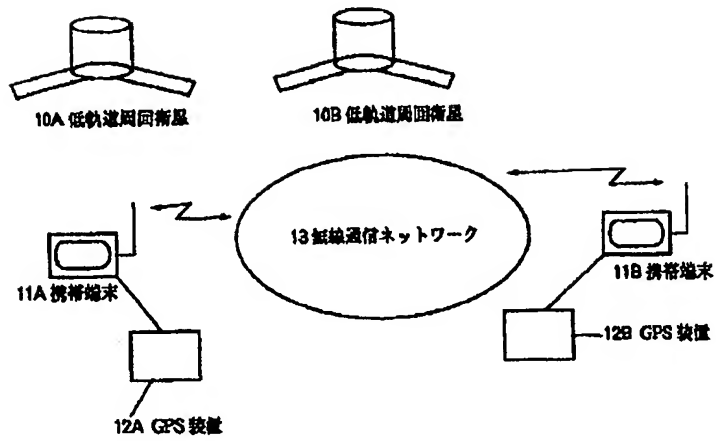 10A 低軌道周回衛星
10B 低軌道周回衛星
13 無線通信ネットワーク
11A 携帯端末
11B 携帯端末
12B GPS 装置
12A GPS 装置